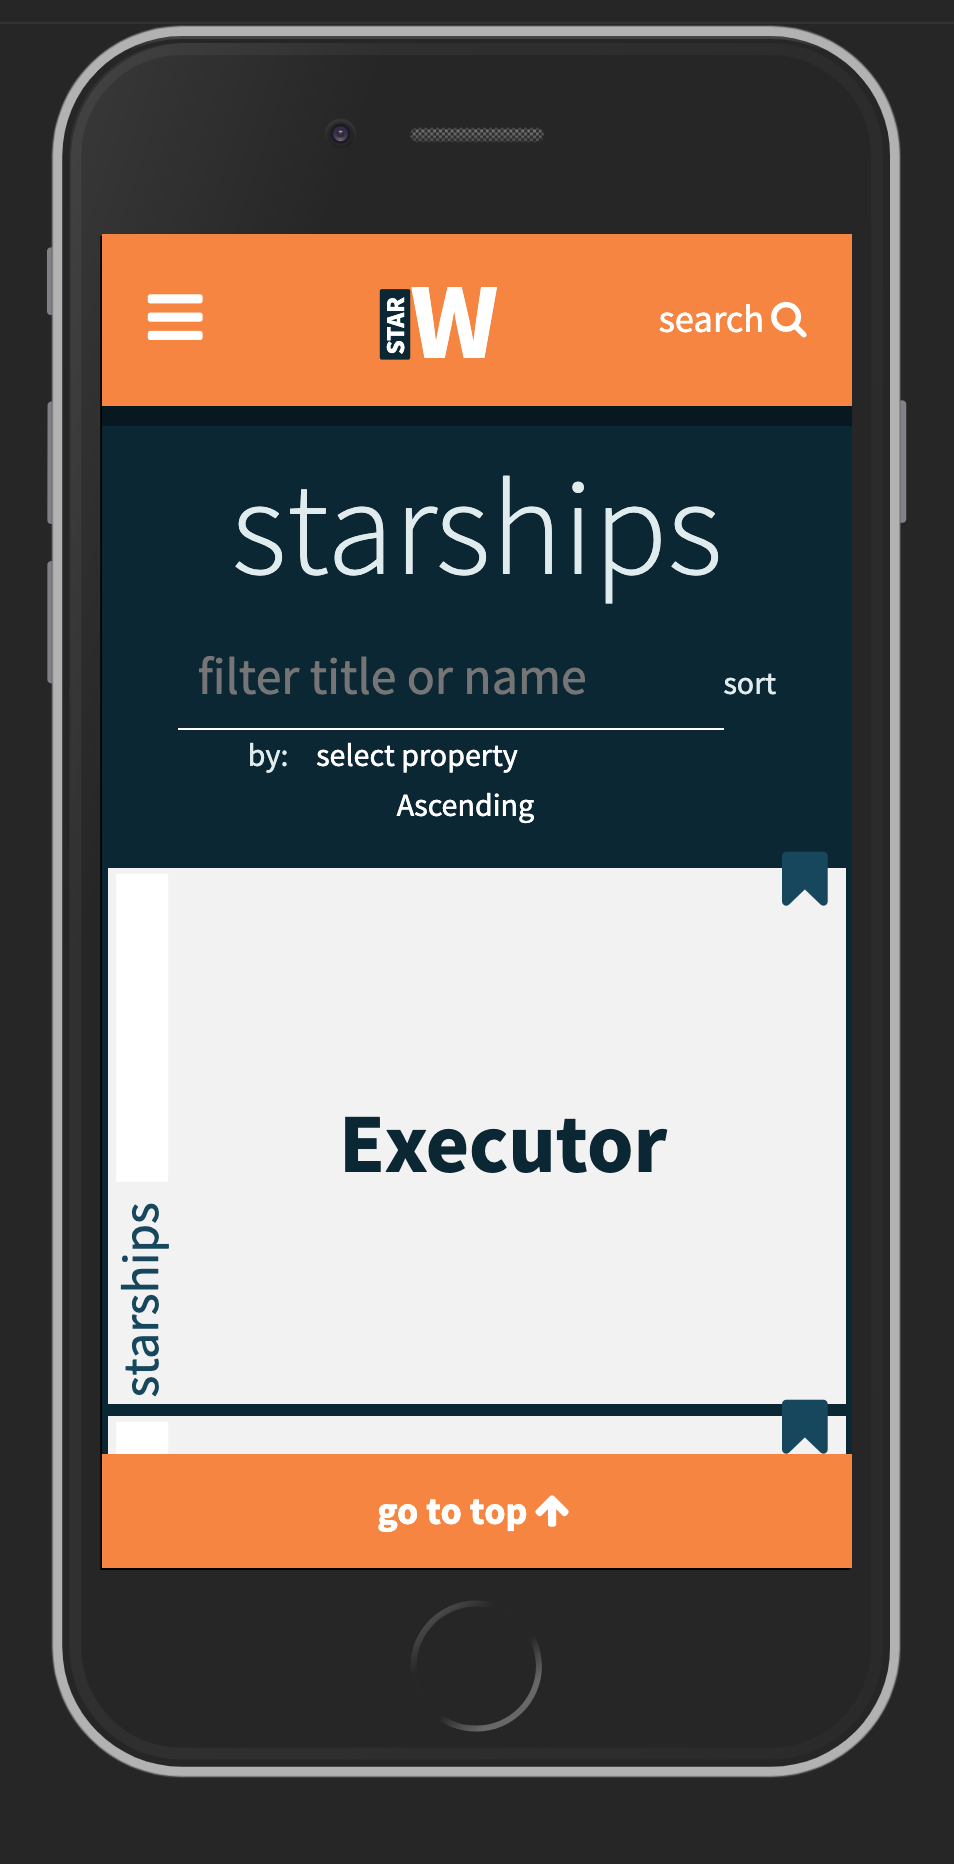 STAR W
search
starships
filter title or name sort
by: select property
Ascending
Executor
starships
go to top